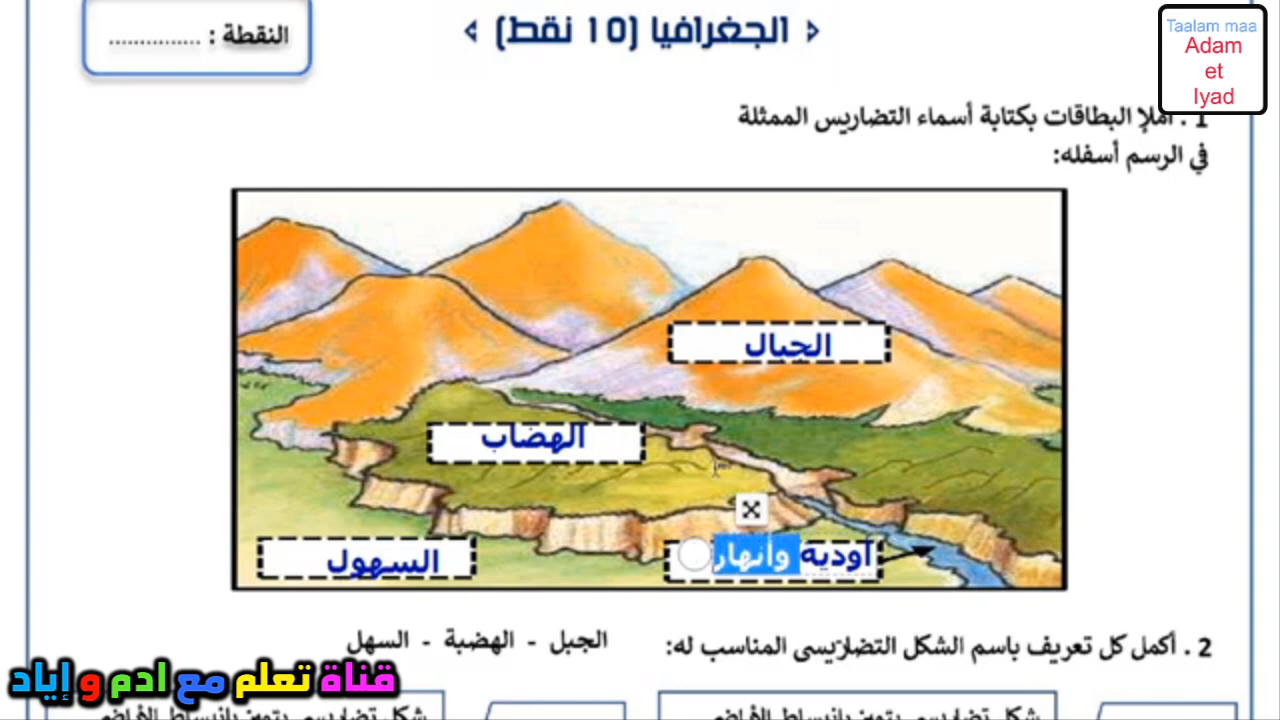 الجغرافيا (10 نقط)
النقطة : ...............
Taalam maa
Adam
et
Iyad
1 . املإ البطاقات بكتابة أسماء التضاريس الممثلة
في الرسم أسفله:
الجبال
الهضاب
السهول
أودية وأنهار
2 . أكمل كل تعريف باسم الشكل التضاريسي المناسب له:
الجبل - الهضبة - السهل
قناة تعلم مع ادم و إياد